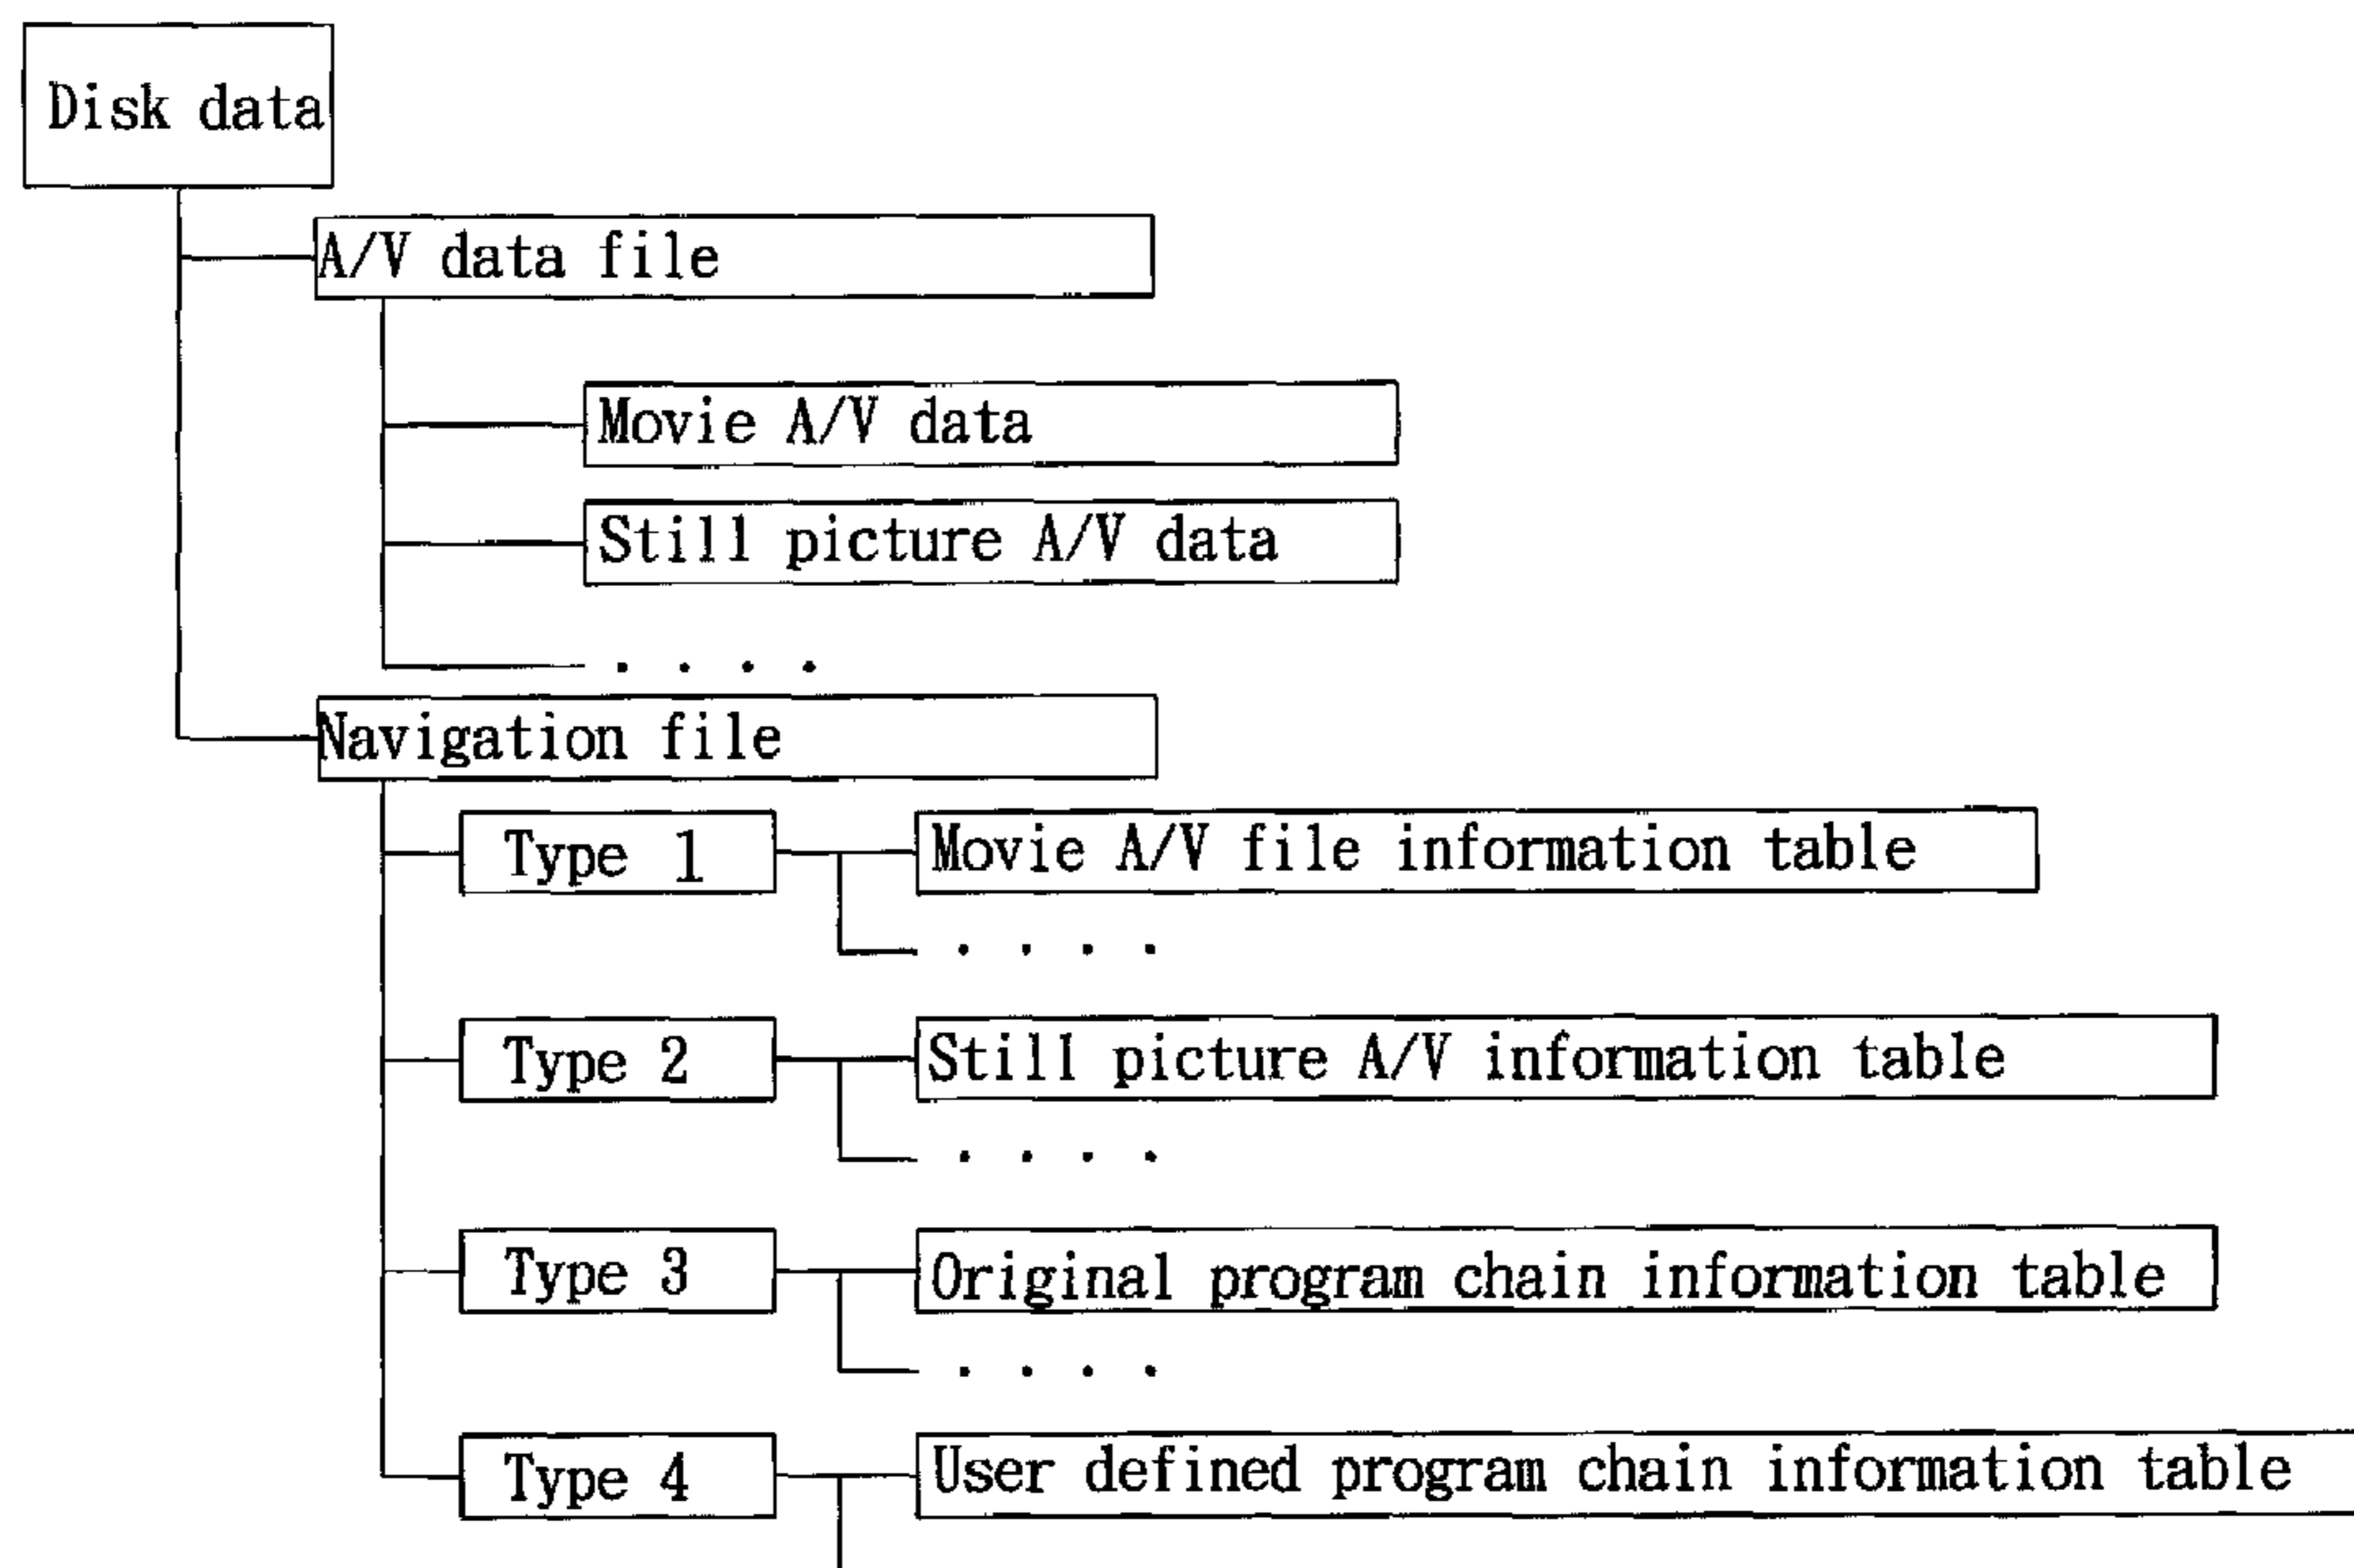 Disk data
A/V data file
Movie A/V data
Still picture A/V data
. . . .
Navigation file
Type 1 Movie A/V file information table
. . . .
Type 2 Still picture A/V information table
. . . .
Type 3 Original program chain information table
. . . .
Type 4 User defined program chain information table